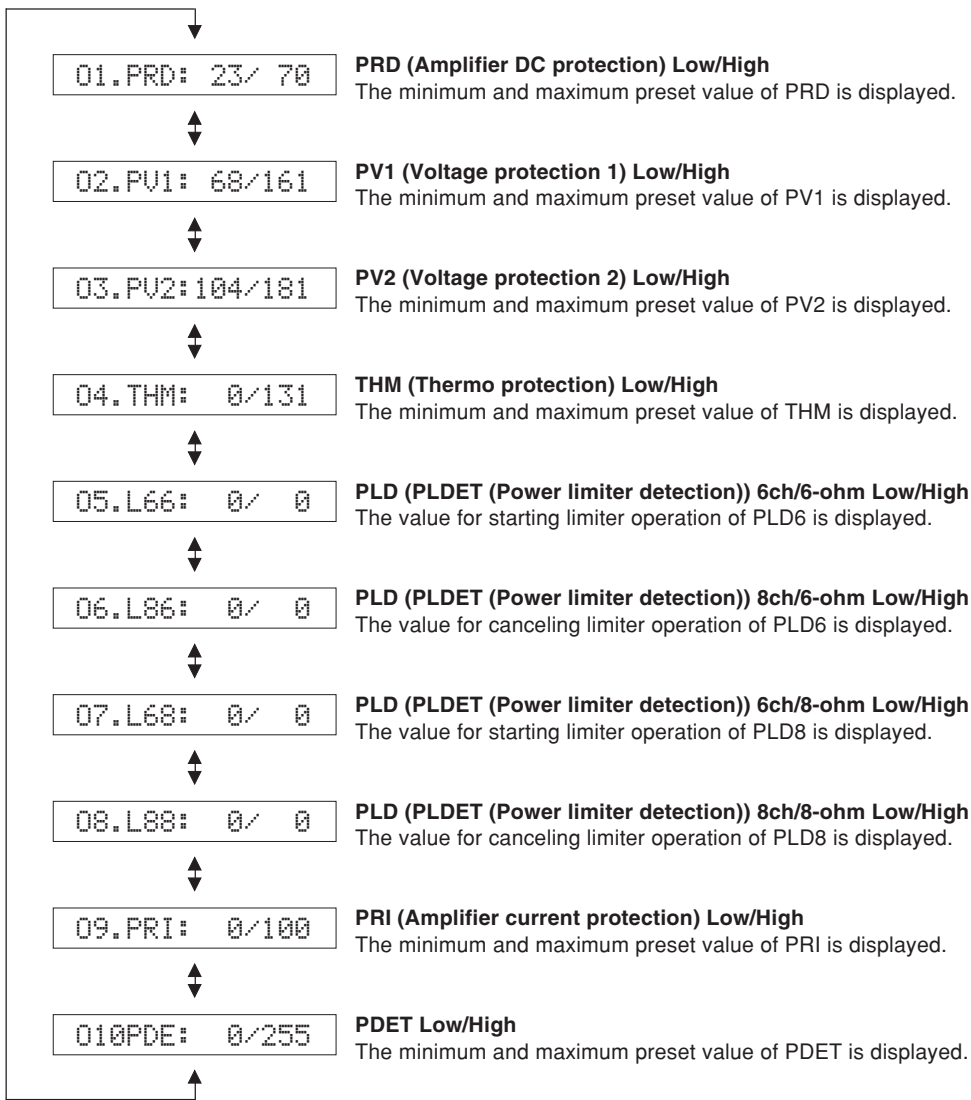 O1.PRD: 23/ 70
PRD (Amplifier DC protection) Low/High
The minimum and maximum preset value of PRD is displayed.
O2.PV1: 68/161
PV1 (Voltage protection 1) Low/High
The minimum and maximum preset value of PV1 is displayed.
O3.PV2:104/181
PV2 (Voltage protection 2) Low/High
The minimum and maximum preset value of PV2 is displayed.
O4.THM: 0/131
THM (Thermo protection) Low/High
The minimum and maximum preset value of THM is displayed.
O5.L66: 0/ 0
PLD (PLDET (Power limiter detection)) 6ch/6-ohm Low/High
The value for starting limiter operation of PLD6 is displayed.
O6.L86: 0/ 0
PLD (PLDET (Power limiter detection)) 8ch/6-ohm Low/High
The value for canceling limiter operation of PLD6 is displayed.
O7.L68: 0/ 0
PLD (PLDET (Power limiter detection)) 6ch/8-ohm Low/High
The value for starting limiter operation of PLD8 is displayed.
O8.L88: 0/ 0
PLD (PLDET (Power limiter detection)) 8ch/8-ohm Low/High
The value for canceling limiter operation of PLD8 is displayed.
O9.PRI: 0/100
PRI (Amplifier current protection) Low/High
The minimum and maximum preset value of PRI is displayed.
O10PDE: 0/255
PDET Low/High
The minimum and maximum preset value of PDET is displayed.